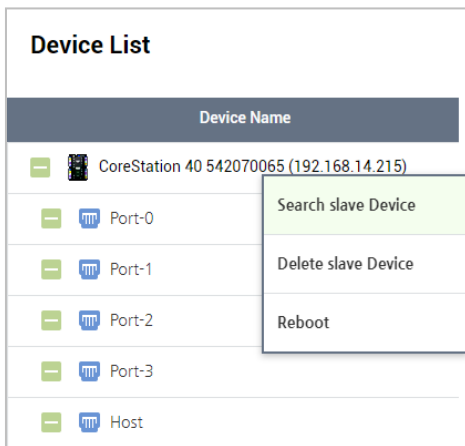 Device List
Device Name
CoreStation 40 542070065 (192.168.14.215)
Search slave Device
Port-0
Delete slave Device
Port-1
Reboot
Port-2
Port-3
Host